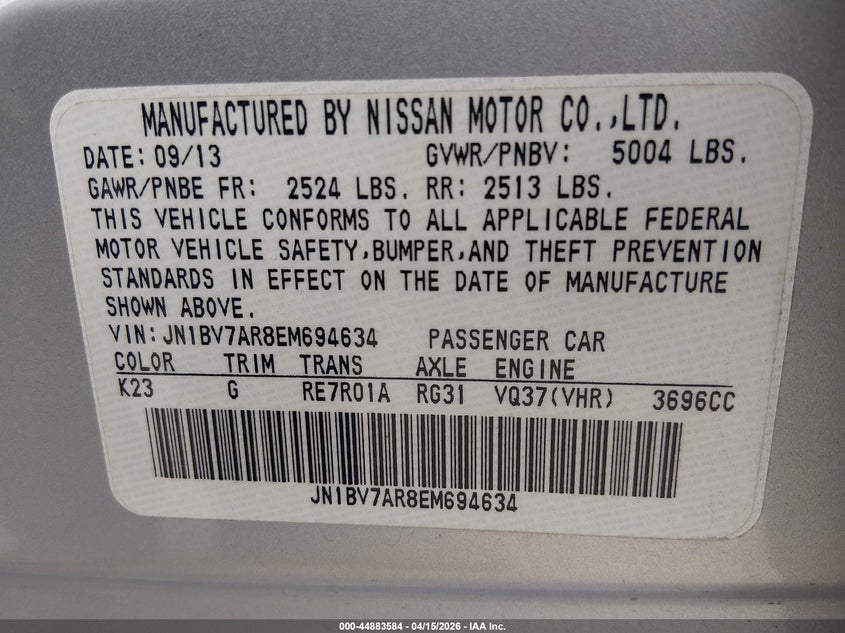 MANUFACTURED BY NISSAN MOTOR CO.,LTD.
DATE: 09/13 GVWR/PNBV: 5004 LBS.
GAWR/PNBE FR: 2524 LBS. RR: 2513 LBS.
THIS VEHICLE CONFORMS TO ALL APPLICABLE FEDERAL
MOTOR VEHICLE SAFETY,BUMPER,AND THEFT PREVENTION
STANDARDS IN EFFECT ON THE DATE OF MANUFACTURE
SHOWN ABOVE.
VIN:JN1BV7AR8EM694634 PASSENGER CAR
COLOR TRIM TRANS AXLE ENGINE
K23 G RE7R01A RG31 VQ37(VHR) 3696CC
JN1BV7AR8EM694634
000-44883584 - 04/15/2026 - IAA Inc.